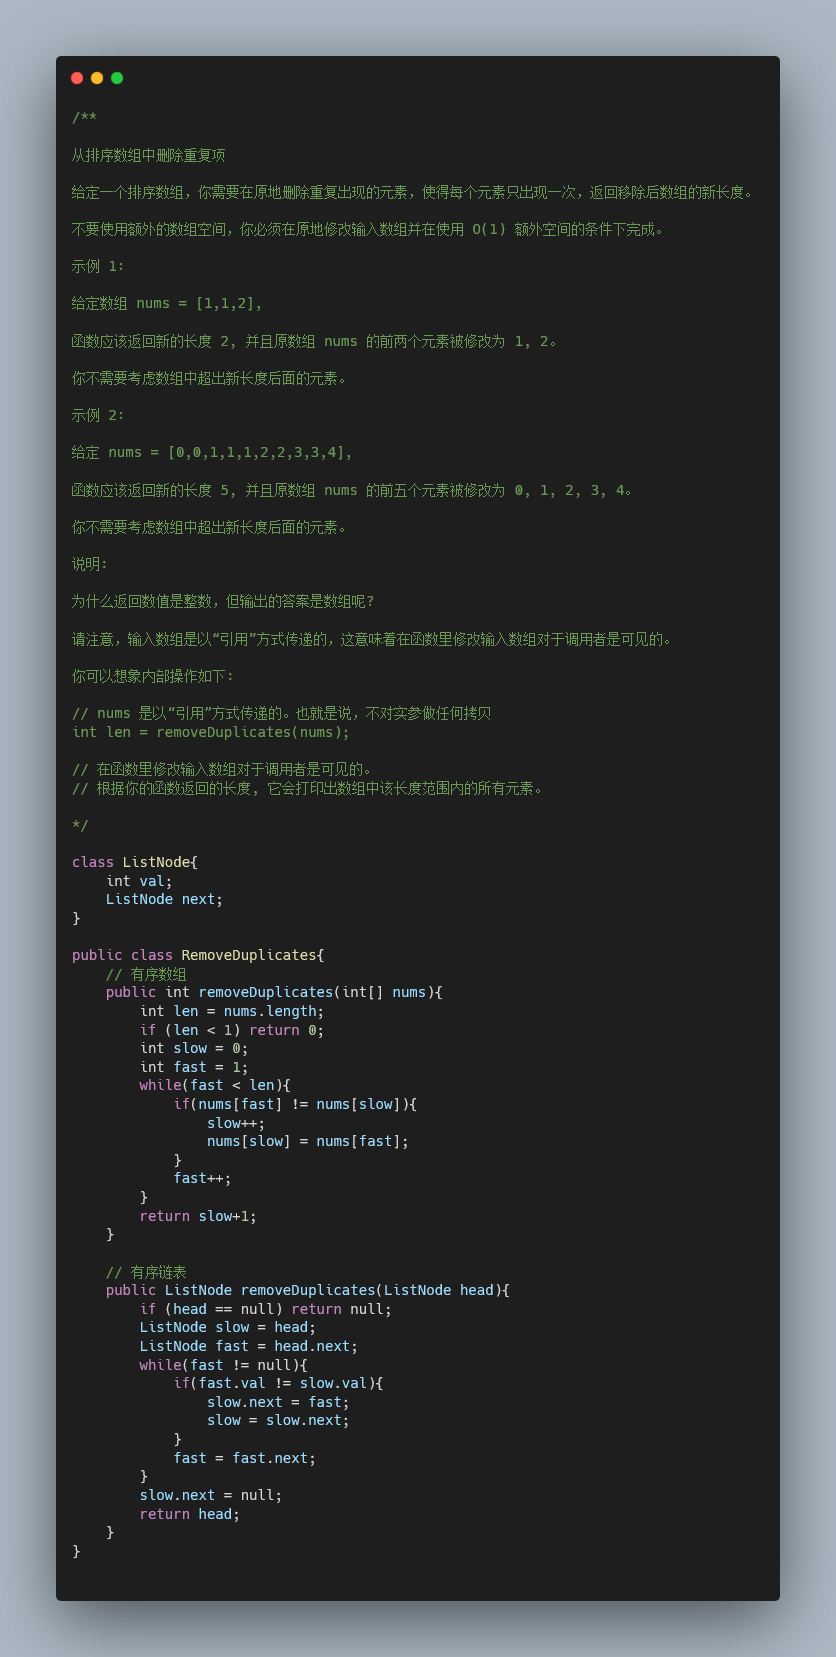 /**
从排序数组中删除重复项
给定一个排序数组，你需要在原地删除重复出现的元素，使得每个元素只出现一次，返回移除后数组的新长度。
不要使用额外的数组空间，你必须在原地修改输入数组并在使用 O(1) 额外空间的条件下完成。
示例 1:
给定数组 nums = [1,1,2],
函数应该返回新的长度 2, 并且原数组 nums 的前两个元素被修改为 1, 2。
你不需要考虑数组中超出新长度后面的元素。
示例 2:
给定 nums = [0,0,1,1,1,2,2,3,3,4],
函数应该返回新的长度 5, 并且原数组 nums 的前五个元素被修改为 0, 1, 2, 3, 4。
你不需要考虑数组中超出新长度后面的元素。
说明:
为什么返回数值是整数，但输出的答案是数组呢?
请注意，输入数组是以“引用”方式传递的，这意味着在函数里修改输入数组对于调用者是可见的。
你可以想象内部操作如下:
// nums 是以“引用”方式传递的。也就是说，不对实参做任何拷贝
int len = removeDuplicates(nums);
// 在函数里修改输入数组对于调用者是可见的。
// 根据你的函数返回的长度, 它会打印出数组中该长度范围内的所有元素。
*/
class ListNode{
    int val;
    ListNode next;
}
public class RemoveDuplicates{
    // 有序数组
    public int removeDuplicates(int[] nums){
        int len = nums.length;
        if (len < 1) return 0;
        int slow = 0;
        int fast = 1;
        while(fast < len){
            if(nums[fast] != nums[slow]){
                slow++;
                nums[slow] = nums[fast];
            }
            fast++;
        }
        return slow+1;
    }
    // 有序链表
    public ListNode removeDuplicates(ListNode head){
        if (head == null) return null;
        ListNode slow = head;
        ListNode fast = head.next;
        while(fast != null){
            if(fast.val != slow.val){
                slow.next = fast;
                slow = slow.next;
            }
            fast = fast.next;
        }
        slow.next = null;
        return head;
    }
}